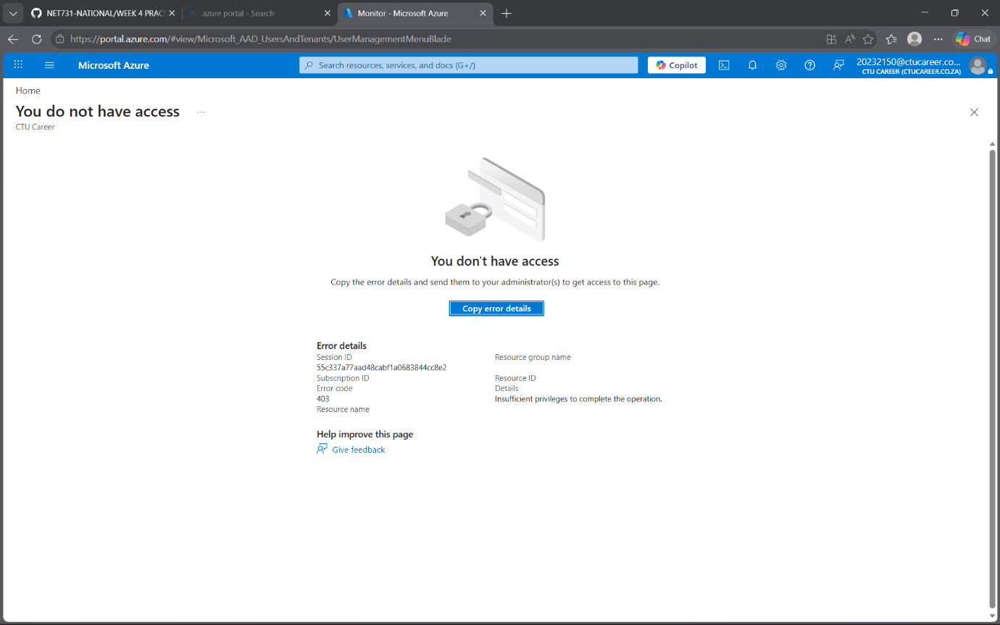 NET731-NATIONAL/WEEK 4 PRAC
azure portal - Search
Monitor - Microsoft Azure
https://portal.azure.com/#view/Microsoft_AAD_UsersAndTenants/UserManagementMenuBlade
Chat
Microsoft Azure
Search resources, services, and docs (G+/)
Copilot
20232150@ctucareer.co...
CTU CAREER (CTUCAREER.CO.ZA)
Home
You do not have access
...
CTU Career
You don't have access
Copy the error details and send them to your administrator(s) to get access to this page.
Copy error details
Error details
Session ID
55c337a77aad48cabf1a0683844cc8e2
Subscription ID
Error code
403
Resource name
Resource group name
Resource ID
Details
Insufficient privileges to complete the operation.
Help improve this page
Give feedback